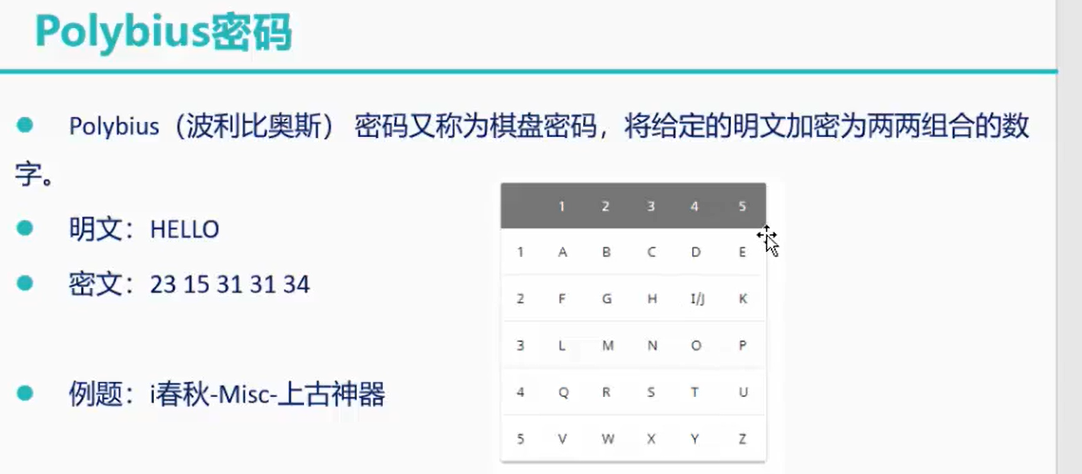 Polybius密码
Polybius（波利比奥斯） 密码又称为棋盘密码，将给定的明文加密为两两组合的数
字。
明文：HELLO
密文：23 15 31 31 34
例题：i春秋-Misc-上古神器
1 2 3 4 5
1 A B C D E
2 F G H I/J K
3 L M N O P
4 Q R S T U
5 V W X Y Z